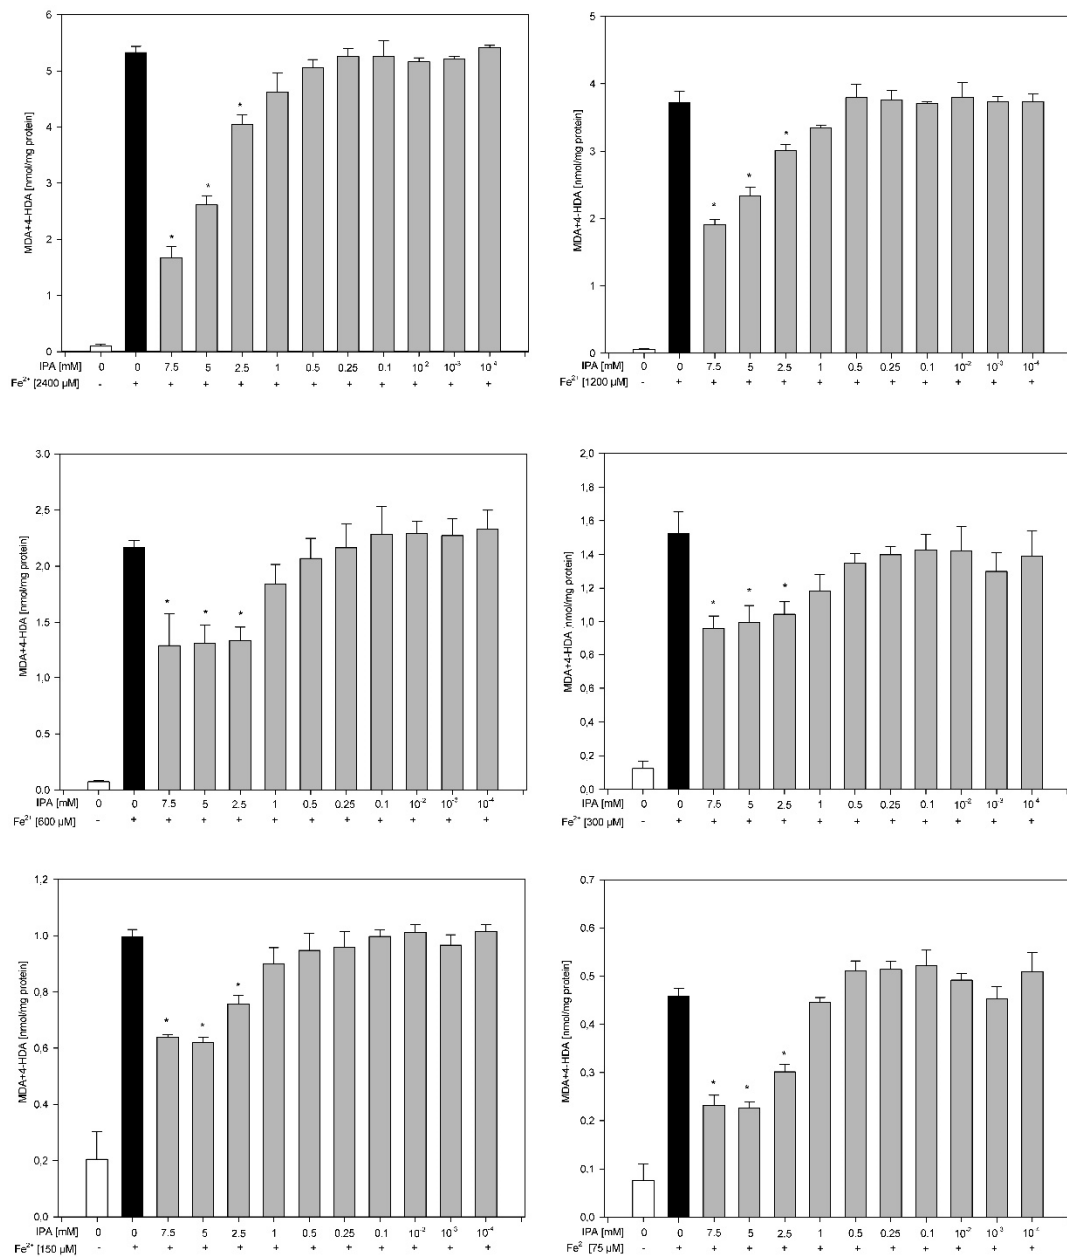 6
5
4
3
2
1
0
MDA+4-HDA [nmol/mg protein]
* * *
IPA [mM] 0 0 7.5 5 2.5 1 0.5 0.25 0.1 10⁻² 10⁻³ 10⁻⁴
Fe²⁺ [2400 µM] - + + + + + + + + + + +
5
4
3
2
1
0
MDA+4-HDA [nmol/mg protein]
* * *
IPA [mM] 0 0 7.5 5 2.5 1 0.5 0.25 0.1 10⁻² 10⁻³ 10⁻⁴
Fe²⁺ [1200 µM] - + + + + + + + + + + +
3.0
2.5
2,0
1.5
1.0
0.5
0.0
MDA+4-HDA [nmol/mg protein]
* * *
IPA [mM] 0 0 7.5 5 2.5 1 0.5 0.25 0.1 10⁻² 10⁻³ 10⁻⁴
Fe²⁺ [600 µM] - + + + + + + + + + + +
2,0
1,8
1,6
1,4
1,2
1,0
0,8
0,6
0,4
0,2
0,0
MDA+4-HDA [nmol/mg protein]
* * *
IPA [mM] 0 0 7.5 5 2.5 1 0.5 0.25 0.1 10⁻² 10⁻³ 10⁻⁴
Fe²⁺ [300 µM] - + + + + + + + + + + +
1,2
1.0
0,8
0,6
0.4
0,2
0,0
MDA+4-HDA [nmol/mg protein]
* * *
IPA [mM] 0 0 7.5 5 2.5 1 0.5 0.25 0.1 10⁻² 10⁻³ 10⁻⁴
Fe²⁺ [150 µM] - + + + + + + + + + + +
0.7
0,6
0,5
0,4
0.3
0,2
0.1
0,0
MDA+4-HDA [nmol/mg protein]
* * *
IPA [mM] 0 0 7.5 5 2.5 1 0.5 0.25 0.1 10⁻² 10⁻³
Fe² [75 µM] - + + + + + + + + + + +